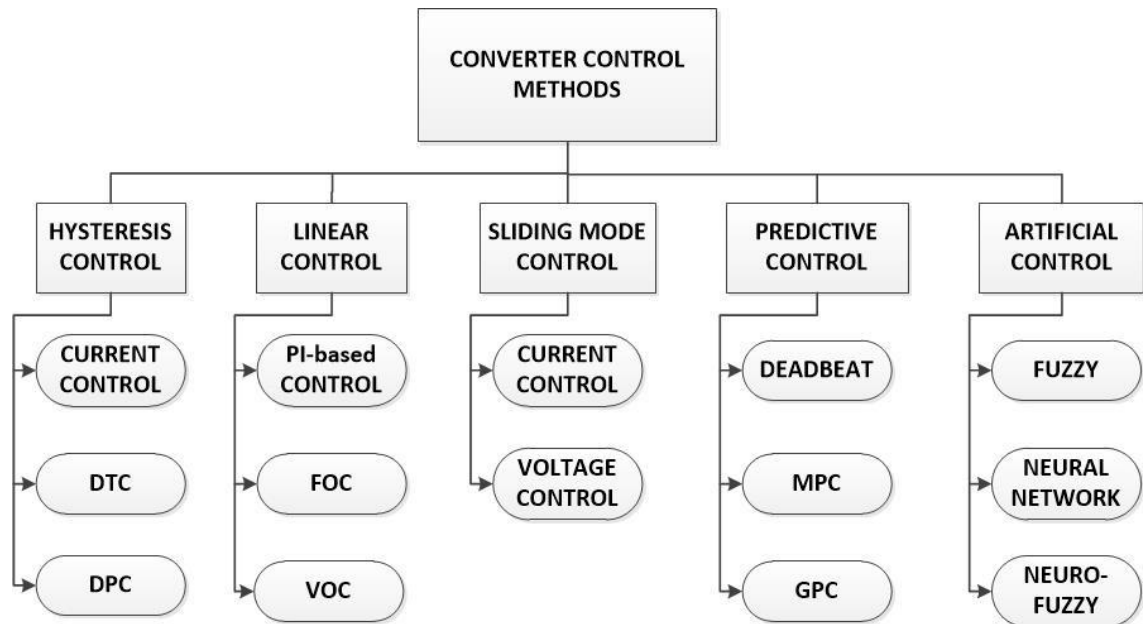 CONVERTER CONTROL
METHODS
HYSTERESIS
CONTROL
LINEAR
CONTROL
SLIDING MODE
CONTROL
PREDICTIVE
CONTROL
ARTIFICIAL
CONTROL
CURRENT
CONTROL
DTC
DPC
PI-based
CONTROL
FOC
VOC
CURRENT
CONTROL
VOLTAGE
CONTROL
DEADBEAT
MPC
GPC
FUZZY
NEURAL
NETWORK
NEURO-
FUZZY